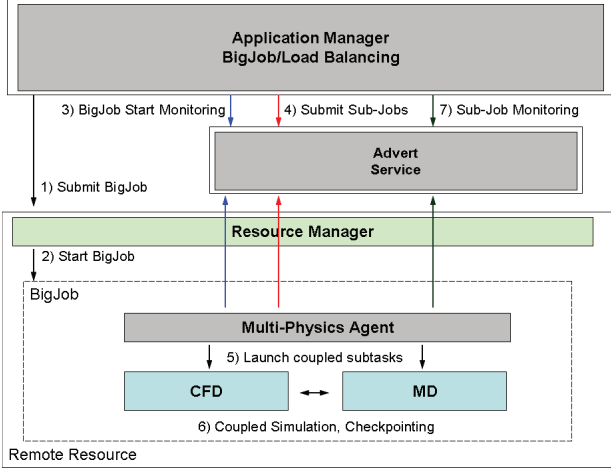 Application Manager
BigJob/Load Balancing
3) BigJob Start Monitoring
4) Submit Sub-Jobs
7) Sub-Job Monitoring
Advert
Service
1) Submit BigJob
Resource Manager
2) Start BigJob
BigJob
Multi-Physics Agent
5) Launch coupled subtasks
CFD
MD
6) Coupled Simulation, Checkpointing
Remote Resource